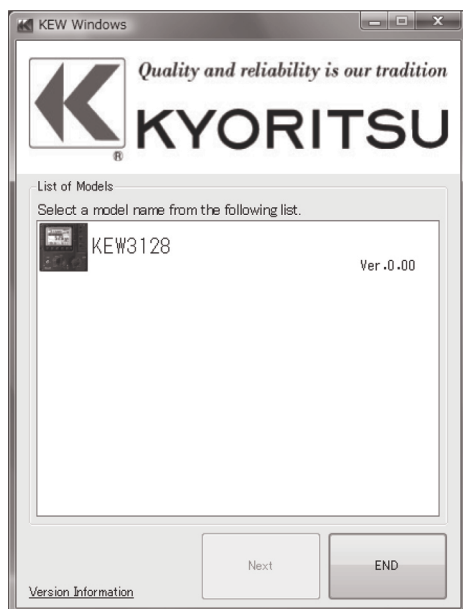 KEW Windows
Quality and reliability is our tradition
KYORITSU
®
List of Models
Select a model name from the following list.
KEW3128
Ver.0.00
Next
END
Version Information